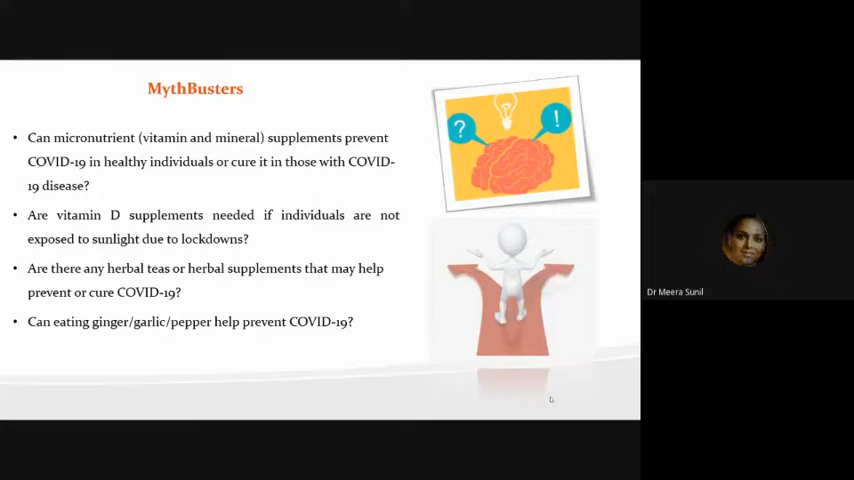 MythBusters
• Can micronutrient (vitamin and mineral) supplements prevent
COVID-19 in healthy individuals or cure it in those with COVID-
19 disease?
• Are vitamin D supplements needed if individuals are not
exposed to sunlight due to lockdowns?
• Are there any herbal teas or herbal supplements that may help
prevent or cure COVID-19?
• Can eating ginger/garlic/pepper help prevent COVID-19?
?
!
Dr Meera Sunil